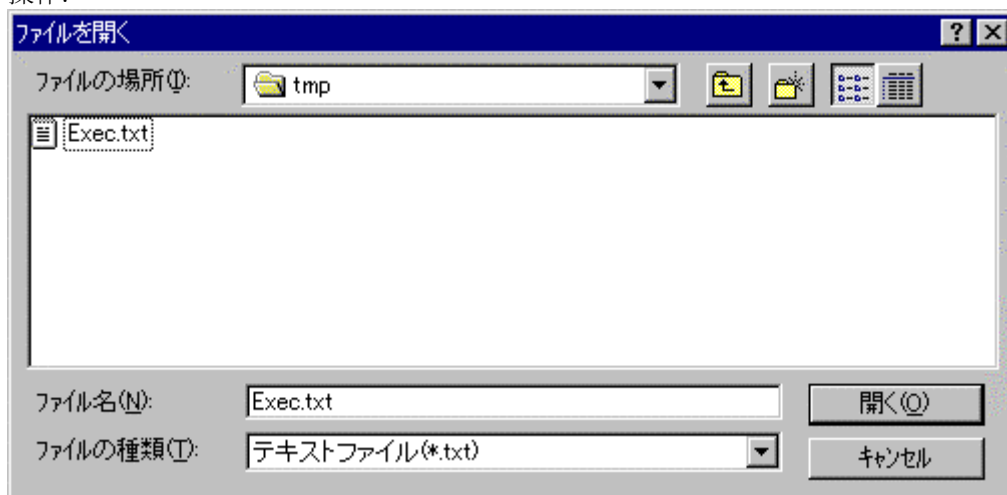 ファイルを開く
ファイルの場所(I):
tmp
Exec.txt
ファイル名(N):
Exec.txt
開く(O)
ファイルの種類(T):
テキストファイル(*.txt)
キャンセル